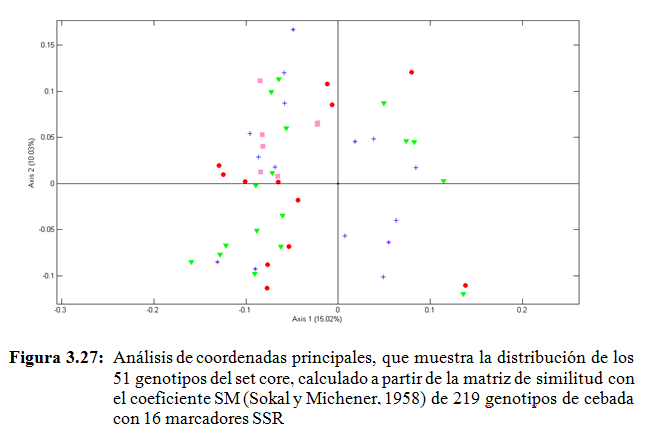 0.15
0.1
0.05
0
-0.05
-0.1
Axis 2 (10.03%)
-0.3
-0.2
-0.1
0
0.1
0.2
Axis 1 (15.02%)
Figura 3.27: Análisis de coordenadas principales, que muestra la distribución de los
51 genotipos del set core, calculado a partir de la matriz de similitud con
el coeficiente SM (Sokal y Michener, 1958) de 219 genotipos de cebada
con 16 marcadores SSR